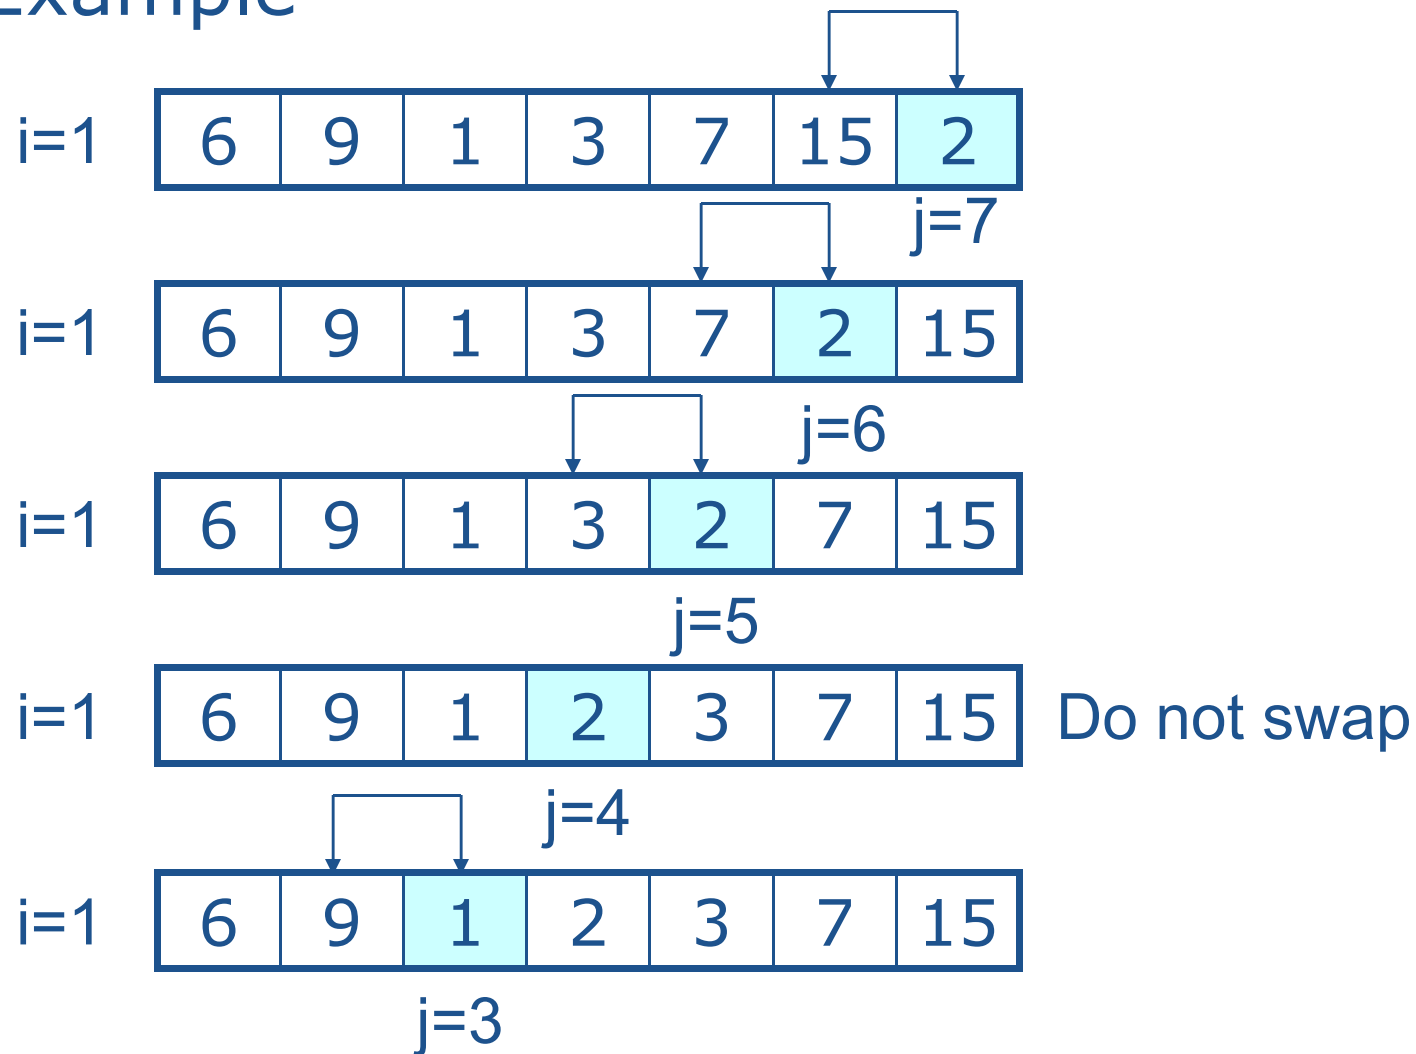 Example
i=1 6 9 1 3 7 15 2
j=7
i=1 6 9 1 3 7 2 15
j=6
i=1 6 9 1 3 2 7 15
j=5
i=1 6 9 1 2 3 7 15 Do not swap
j=4
i=1 6 9 1 2 3 7 15
j=3